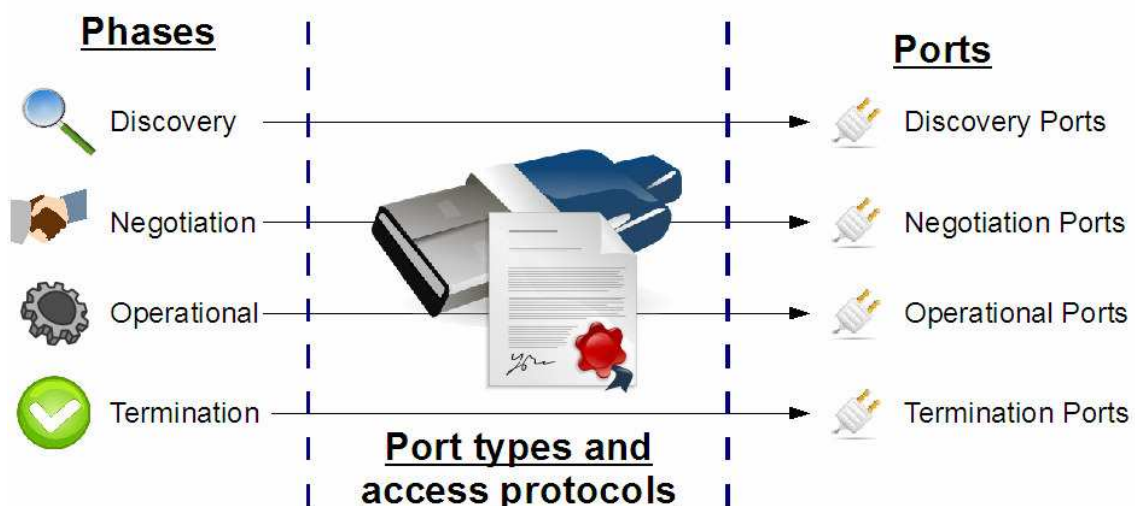 Phases
Ports
Discovery
Discovery Ports
Negotiation
Negotiation Ports
Operational
Operational Ports
Termination
Termination Ports
Port types and
access protocols